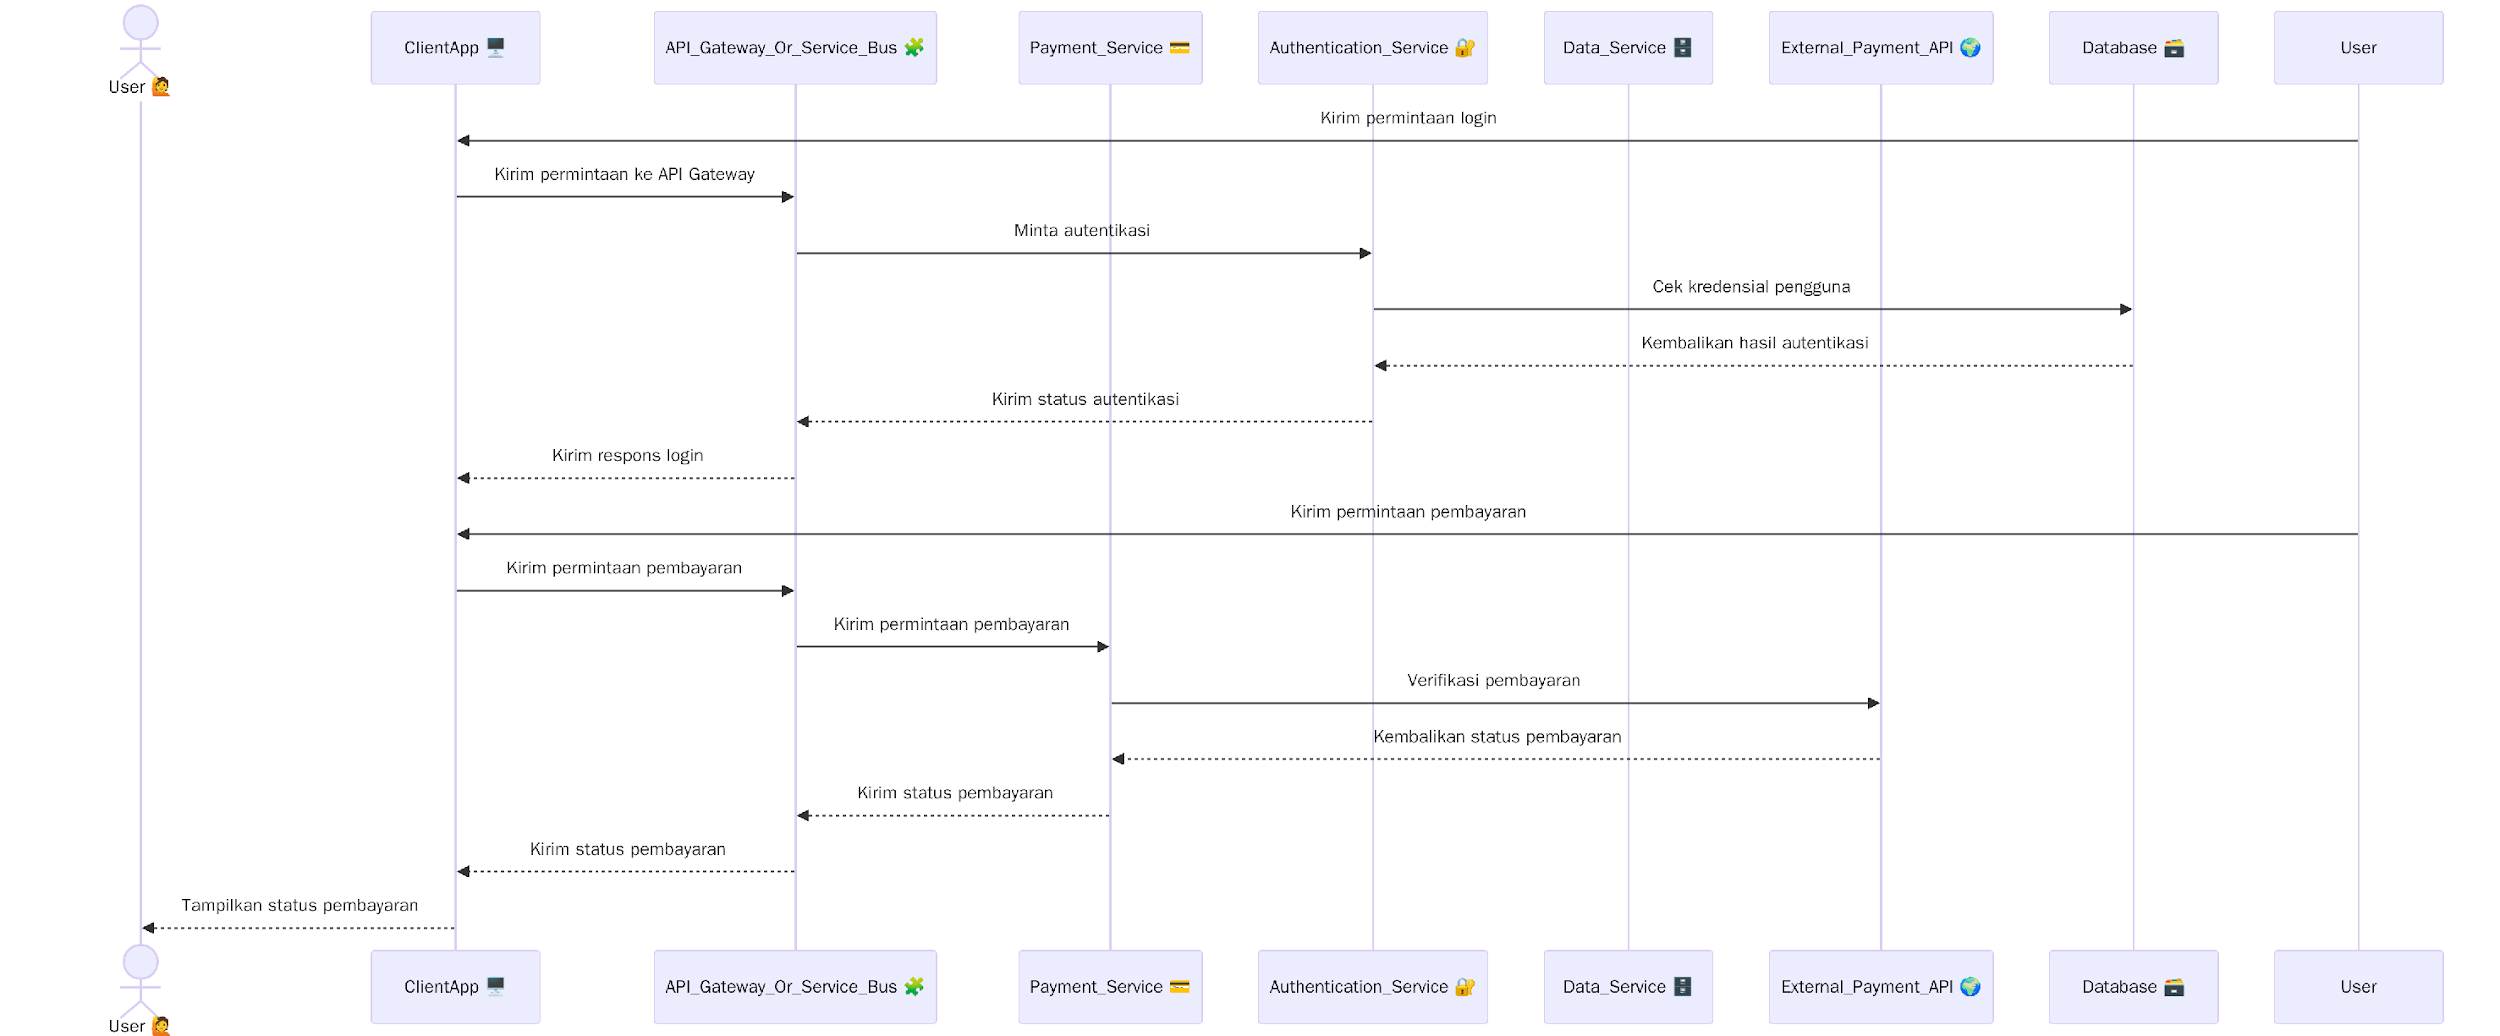 User 🙋
ClientApp 🖥️
API_Gateway_Or_Service_Bus 🧩
Payment_Service 💳
Authentication_Service 🔐
Data_Service 🗄️
External_Payment_API 🌍
Database 🗃️
User
Kirim permintaan login
Kirim permintaan ke API Gateway
Minta autentikasi
Cek kredensial pengguna
Kembalikan hasil autentikasi
Kirim status autentikasi
Kirim respons login
Kirim permintaan pembayaran
Kirim permintaan pembayaran
Kirim permintaan pembayaran
Verifikasi pembayaran
Kembalikan status pembayaran
Kirim status pembayaran
Kirim status pembayaran
Tampilkan status pembayaran
User 🙋
ClientApp 🖥️
API_Gateway_Or_Service_Bus 🧩
Payment_Service 💳
Authentication_Service 🔐
Data_Service 🗄️
External_Payment_API 🌍
Database 🗃️
User